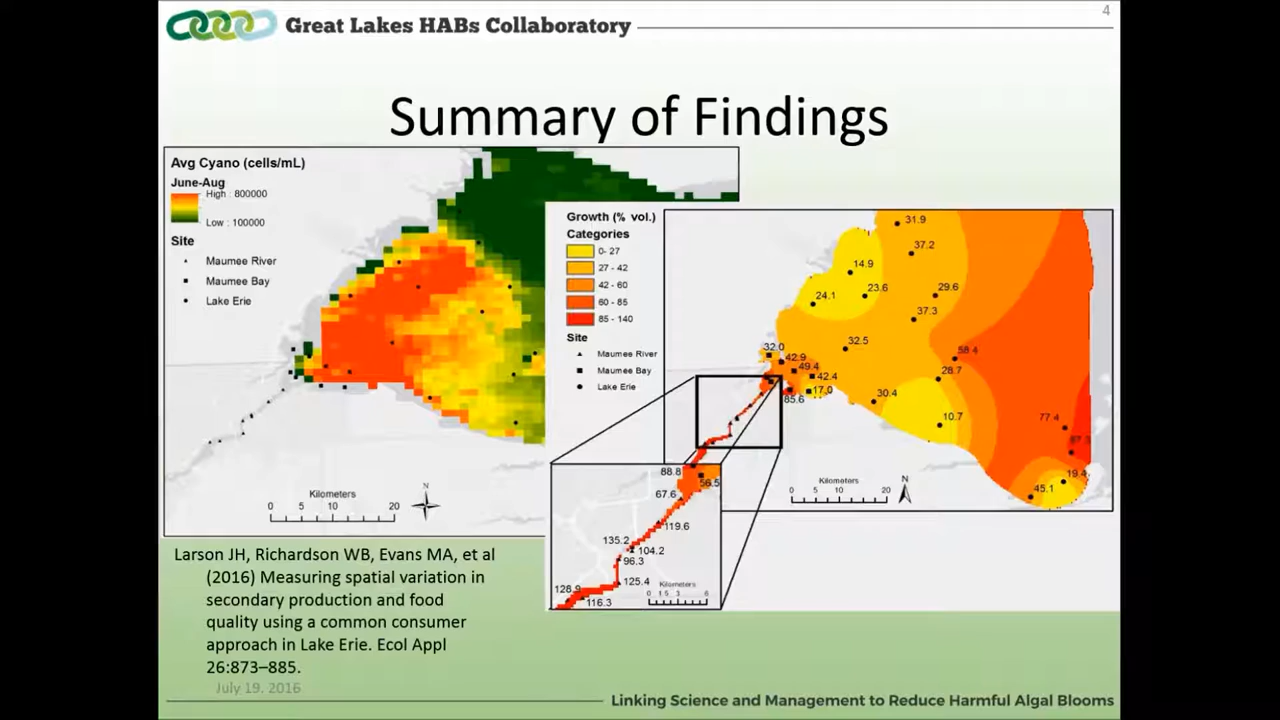 4
Great Lakes HABs Collaboratory
Summary of Findings
Avg Cyano (cells/mL)
June-Aug
High : 800000
Low : 100000
Site
Maumee River
Maumee Bay
Lake Erie
Kilometers
0 5 10 20
N
Growth (% vol.)
Categories
0- 27
27 - 42
42 - 60
60 - 85
85 - 140
Site
Maumee River
Maumee Bay
Lake Erie
31.9
37.2
14.9
23.6
24.1
29.6
37.3
32.5
32.0
42.9
49.4
42.4
17.0
85.6
58.4
28.7
30.4
10.7
77.4
19.4
45.1
Kilometers
0 5 10 20
N
88.8
56.5
67.6
119.6
135.2
104.2
96.3
125.4
128.9
116.3
Kilometers
0 1.5 3 6
Larson JH, Richardson WB, Evans MA, et al
(2016) Measuring spatial variation in
secondary production and food
quality using a common consumer
approach in Lake Erie. Ecol Appl
26:873–885.
July 19, 2016
Linking Science and Management to Reduce Harmful Algal Blooms